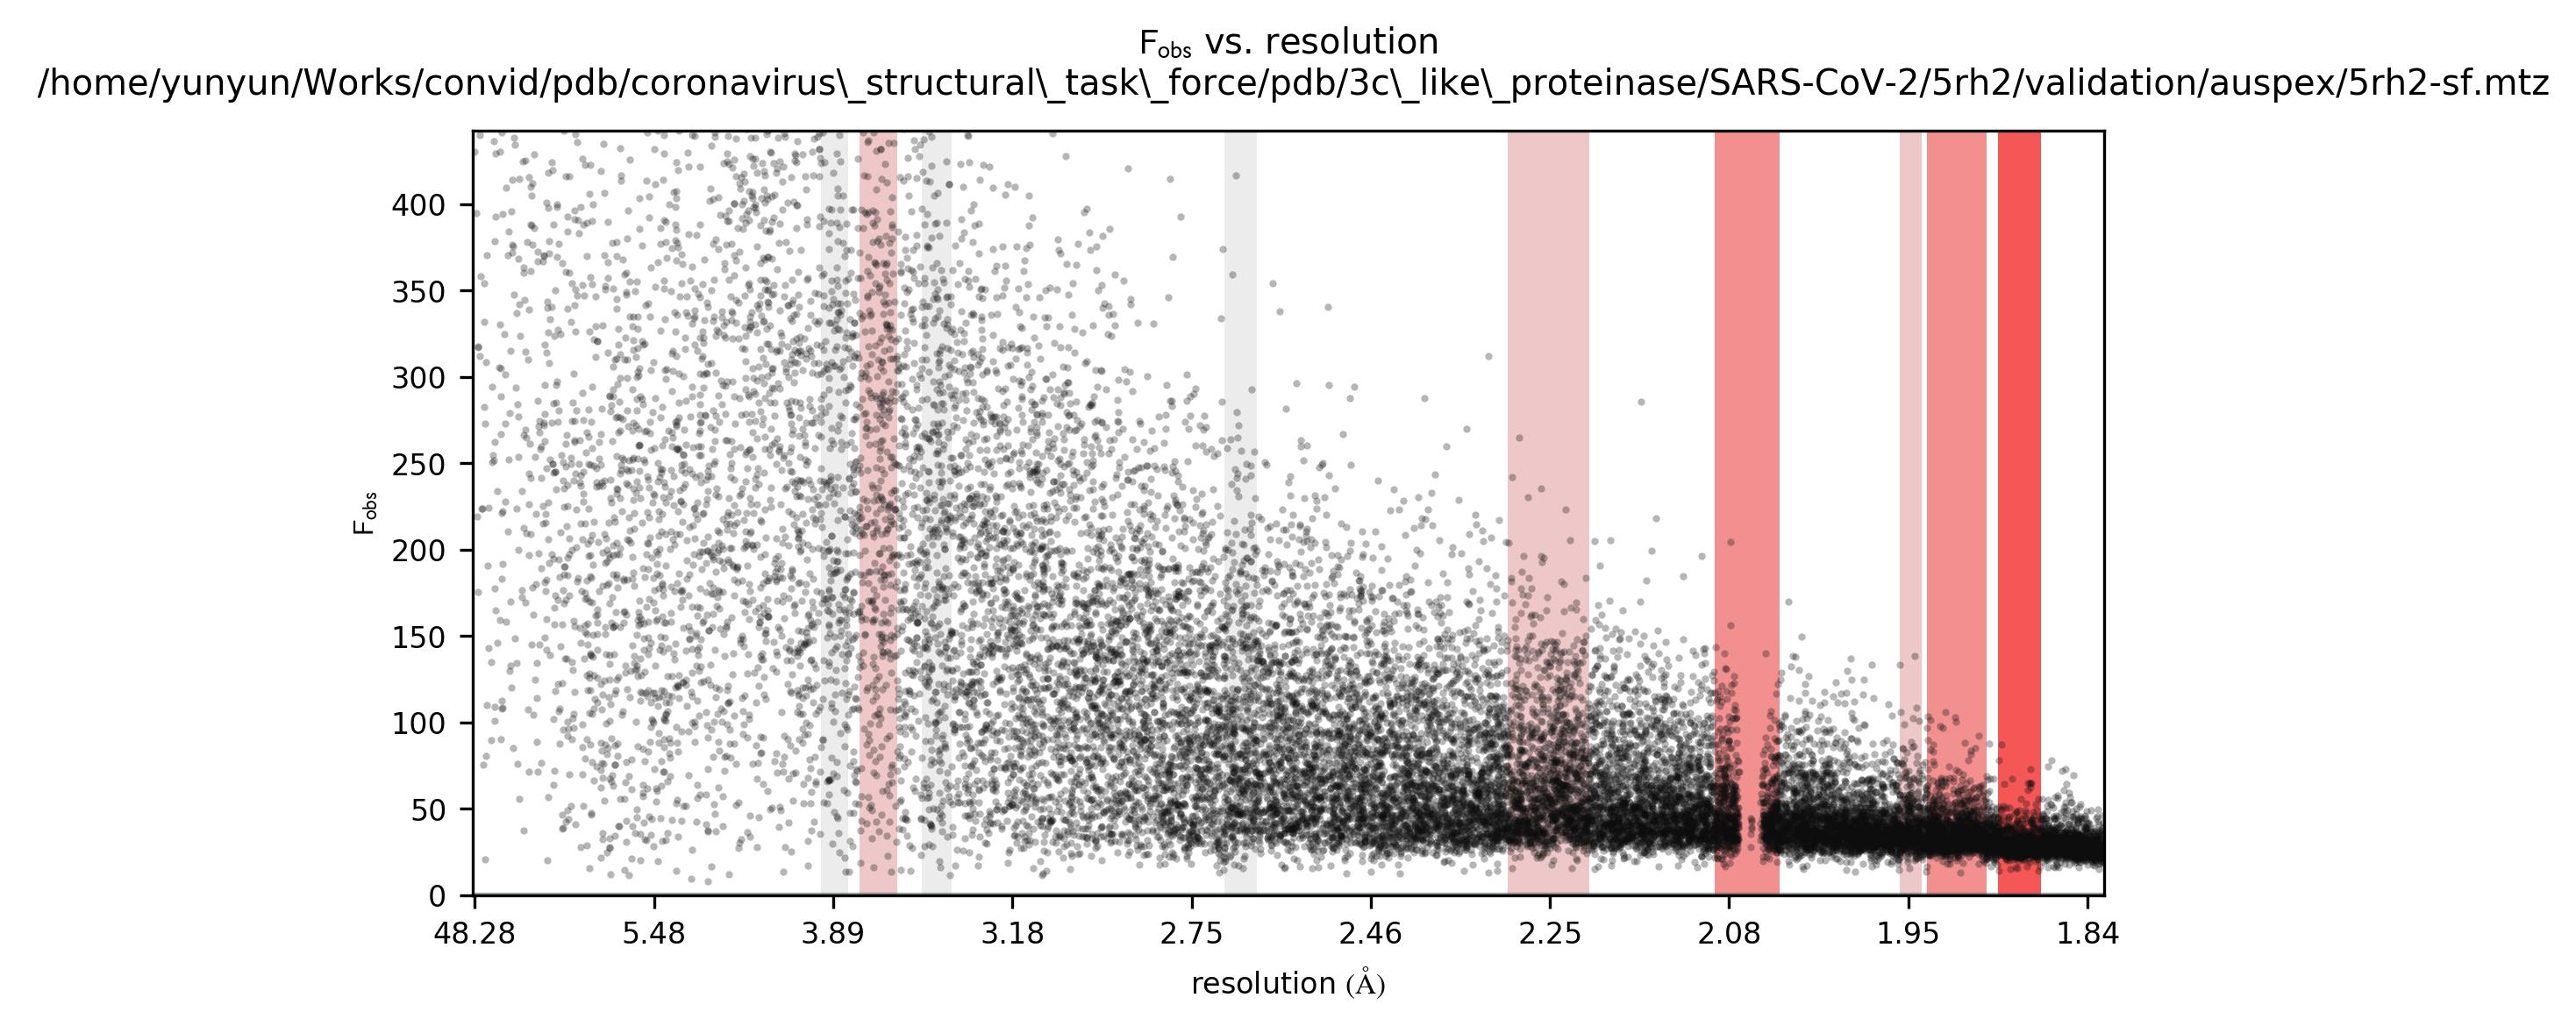 Fobs vs. resolution
/home/yunyun/Works/convid/pdb/coronavirus\_structural\_task\_force/pdb/3c\_like\_proteinase/SARS-CoV-2/5rh2/validation/auspex/5rh2-sf.mtz
400
350
300
250
200
150
100
50
0
Fobs
48.28 5.48 3.89 3.18 2.75 2.46 2.25 2.08 1.95 1.84
resolution (Å)